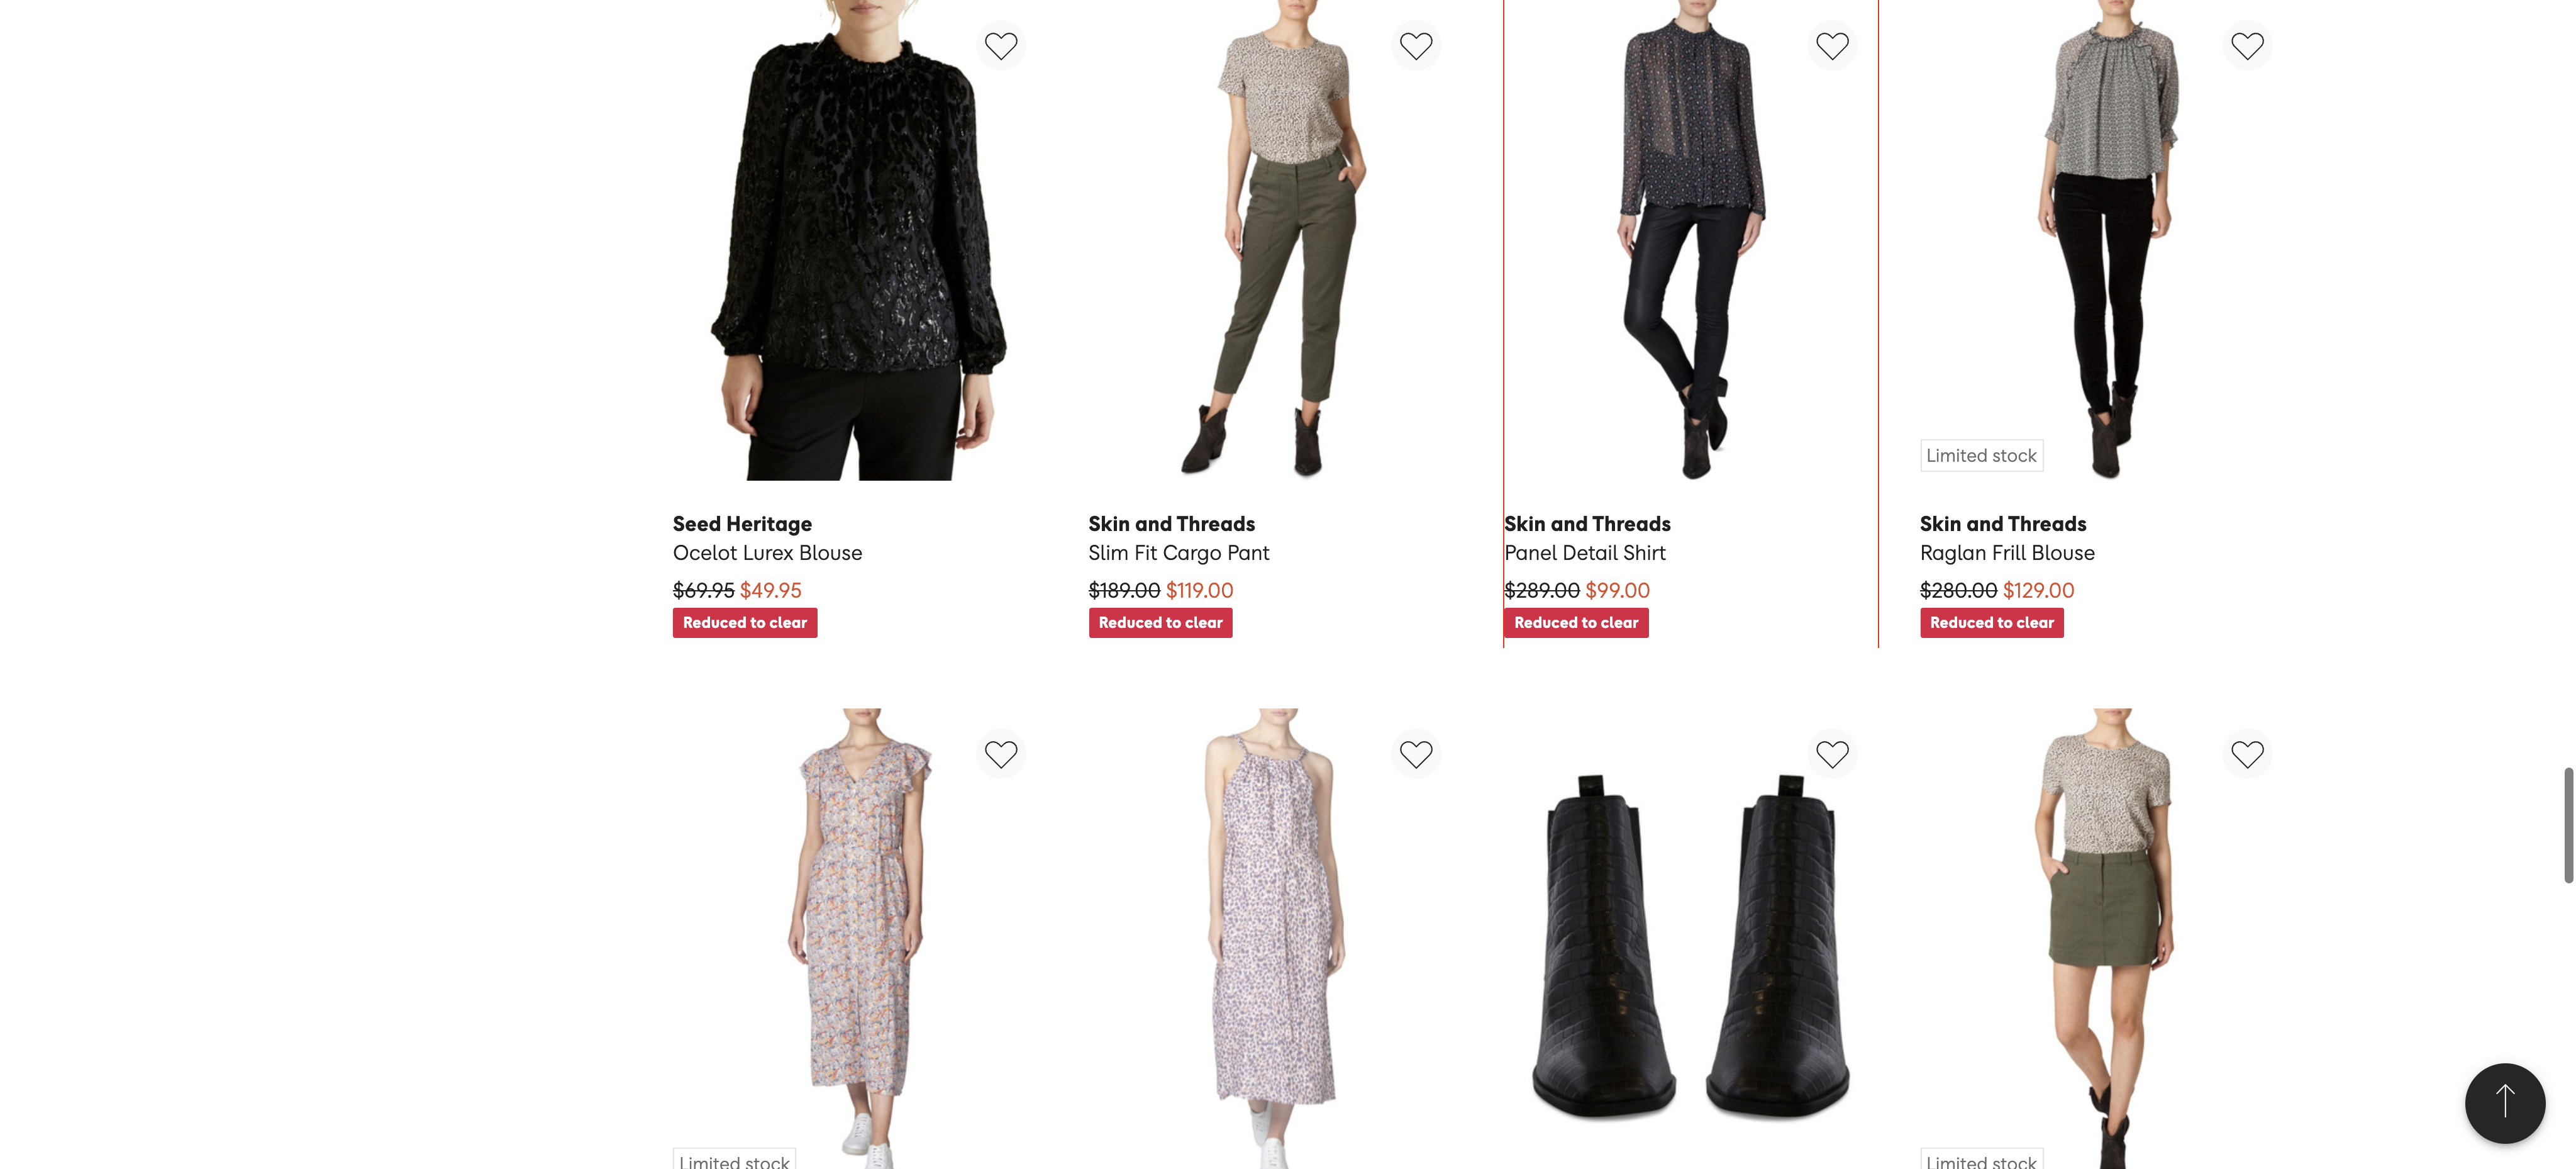 Limited stock
Seed Heritage
Ocelot Lurex Blouse
$69.95 $49.95
Reduced to clear
Skin and Threads
Slim Fit Cargo Pant
$189.00 $119.00
Reduced to clear
Skin and Threads
Panel Detail Shirt
$289.00 $99.00
Reduced to clear
Skin and Threads
Raglan Frill Blouse
$280.00 $129.00
Reduced to clear
Limited stock
Limited stock